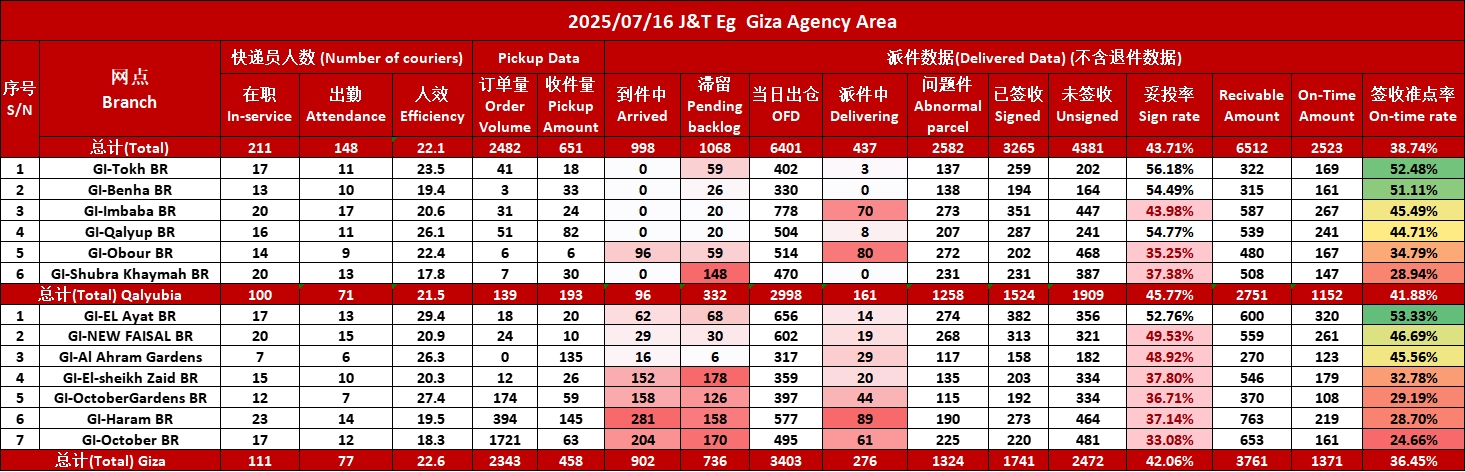 2025/07/16 J&T Eg  Giza Agency Area
序号 S/N 网点 Branch 快递员人数 (Number of couriers) Pickup Data 派件数据(Delivered Data) (不含退件数据)
在职 In-service 出勤 Attendance 人效 Efficiency 订单量 Order Volume 收件量 Pickup Amount 到件中 Arrived 滞留 Pending backlog 当日出仓 OFD 派件中 Delivering 问题件 Abnormal parcel 已签收 Signed 未签收 Unsigned 妥投率 Sign rate Recivable Amount On-Time Amount 签收准点率 On-time rate
总计(Total) 211 148 22.1 2482 651 998 1068 6401 437 2582 3265 4381 43.71% 6512 2523 38.74%
1 GI-Tokh BR 17 11 23.5 41 18 0 59 402 3 137 259 202 56.18% 322 169 52.48%
2 GI-Benha BR 13 10 19.4 3 33 0 26 330 0 138 194 164 54.49% 315 161 51.11%
3 GI-Imbaba BR 20 17 20.6 31 24 0 20 778 70 273 351 447 43.98% 587 267 45.49%
4 GI-Qalyup BR 16 11 26.1 51 82 0 20 504 8 207 287 241 54.77% 539 241 44.71%
5 GI-Obour BR 14 9 22.4 6 6 96 59 514 80 272 202 468 35.25% 480 167 34.79%
6 GI-Shubra Khaymah BR 20 13 17.8 7 30 0 148 470 0 231 231 387 37.38% 508 147 28.94%
总计(Total) Qalyubia 100 71 21.5 139 193 96 332 2998 161 1258 1524 1909 45.77% 2751 1152 41.88%
1 GI-EL Ayat BR 17 13 29.4 18 20 62 68 656 14 274 382 356 52.76% 600 320 53.33%
2 GI-NEW FAISAL BR 20 15 20.9 24 10 29 30 602 19 268 313 321 49.53% 559 261 46.69%
3 GI-Al Ahram Gardens 7 6 26.3 0 135 16 6 317 29 117 158 182 48.92% 270 123 45.56%
4 GI-El-sheikh Zaid BR 15 10 20.3 12 26 152 178 359 20 135 203 334 37.80% 546 179 32.78%
5 GI-OctoberGardens BR 12 7 27.4 174 59 158 126 397 44 115 192 334 36.71% 370 108 29.19%
6 GI-Haram BR 23 14 19.5 394 145 281 158 577 89 190 273 464 37.14% 763 219 28.70%
7 GI-October BR 17 12 18.3 1721 63 204 170 495 61 225 220 481 33.08% 653 161 24.66%
总计(Total) Giza 111 77 22.6 2343 458 902 736 3403 276 1324 1741 2472 42.06% 3761 1371 36.45%